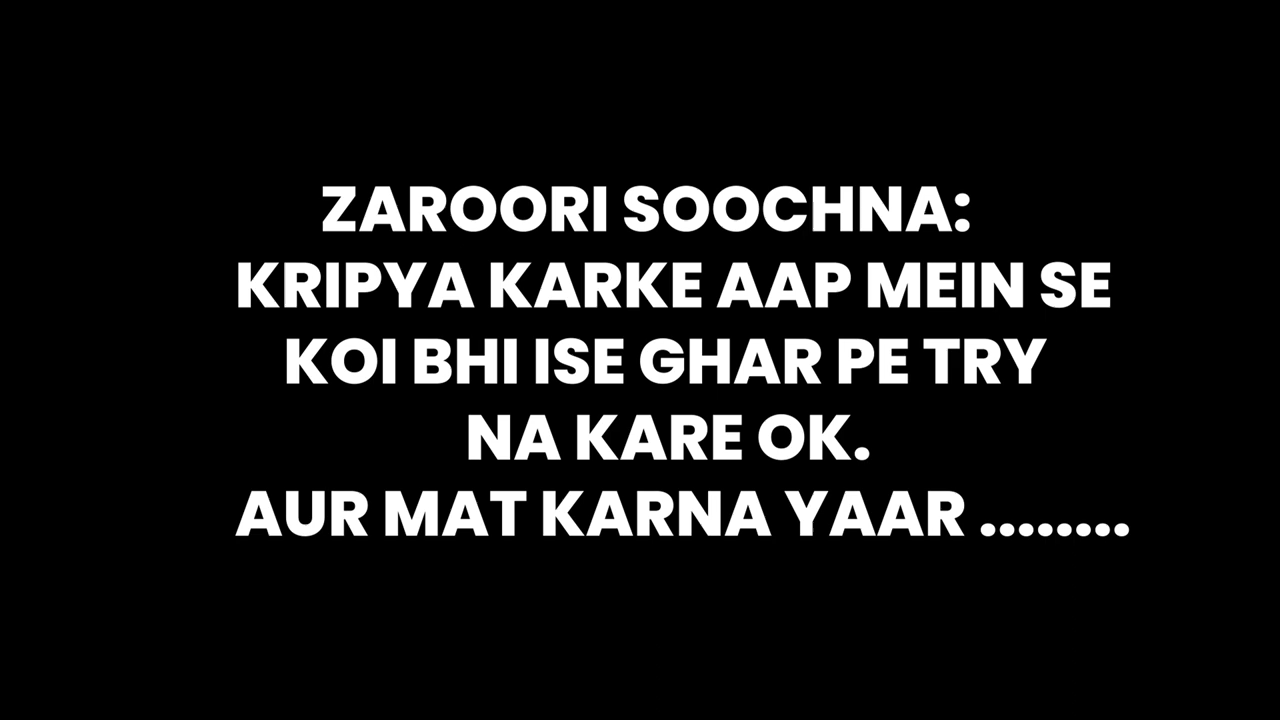 ZAROORI SOOCHNA:
KRIPYA KARKE AAP MEIN SE
KOI BHI ISE GHAR PE TRY
NA KARE OK.
AUR MAT KARNA YAAR ........